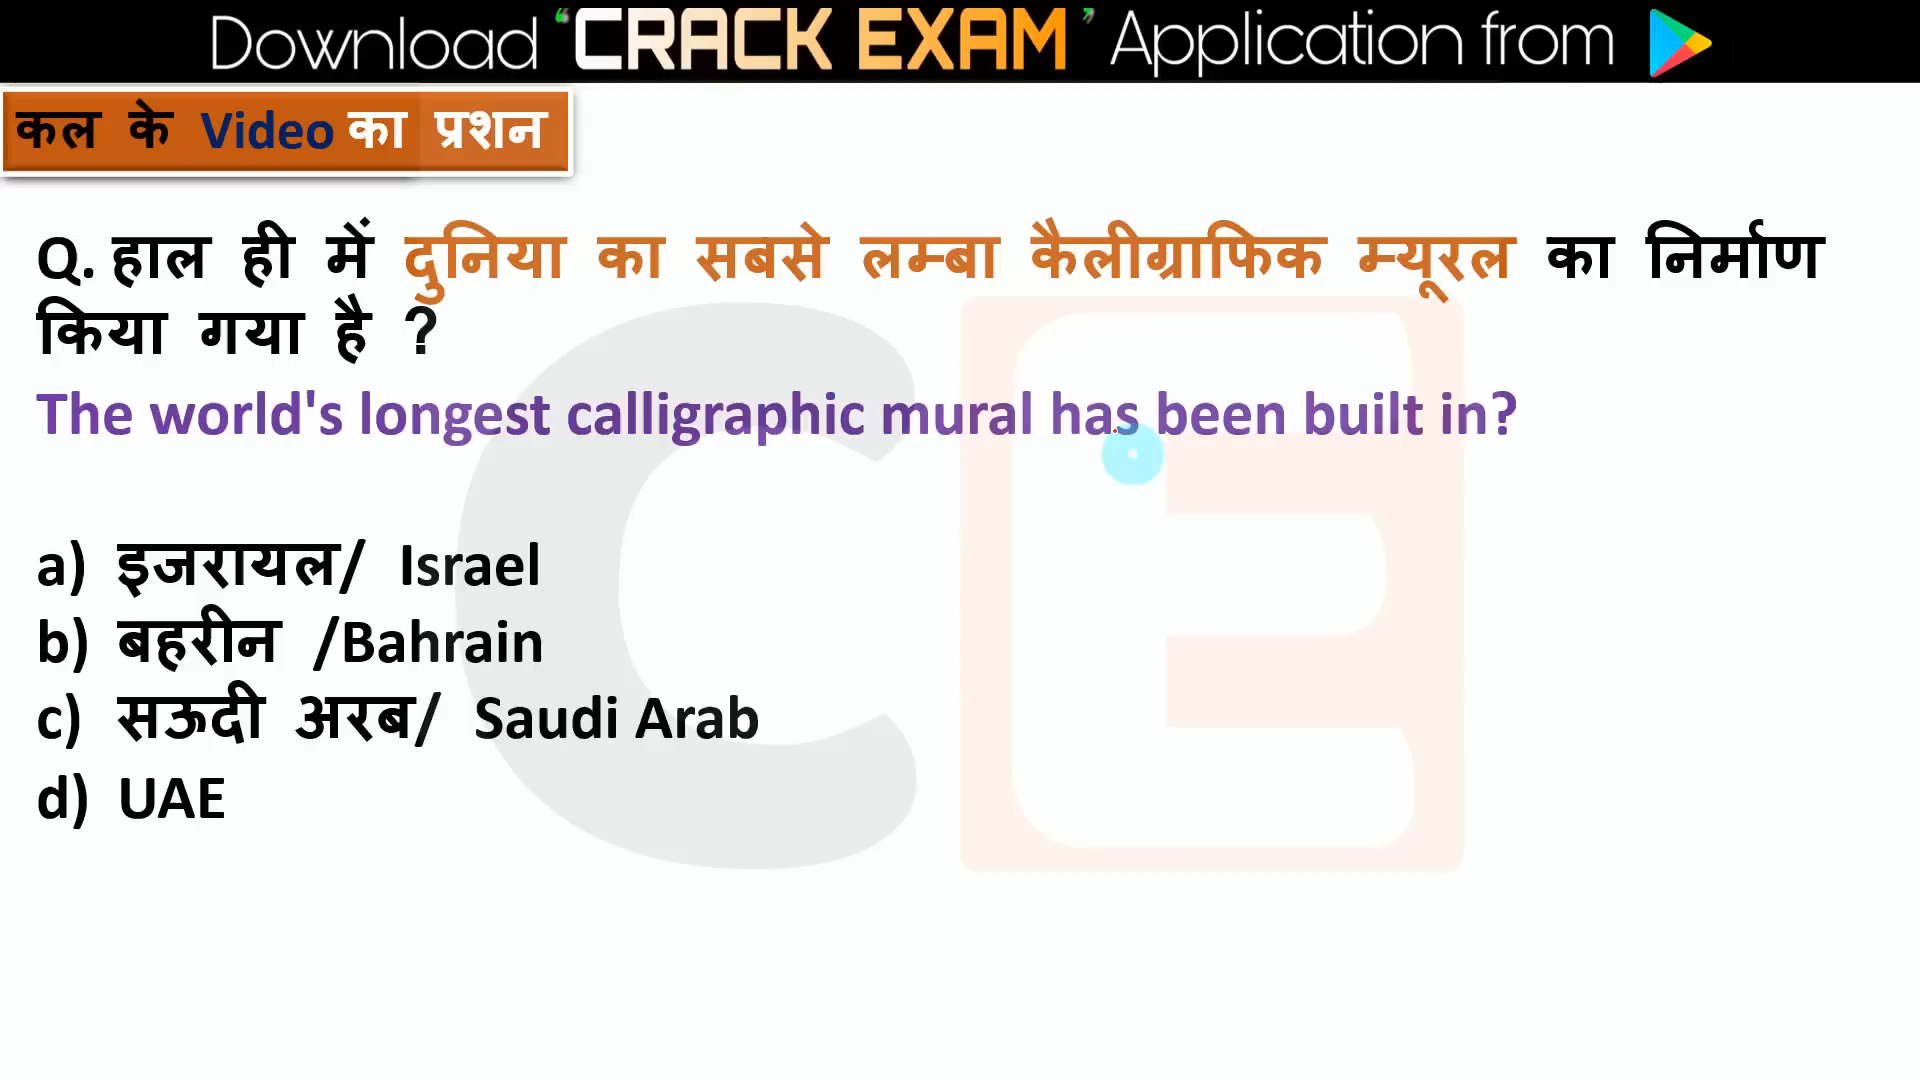 Download “CRACK EXAM” Application from
कल के Video का प्रशन
Q. हाल ही में दुनिया का सबसे लम्बा कैलीग्राफिक म्यूरल का निर्माण
किया गया है ?
The world's longest calligraphic mural has been built in?
a) इजरायल/ Israel
b) बहरीन /Bahrain
c) सऊदी अरब/ Saudi Arab
d) UAE
CE